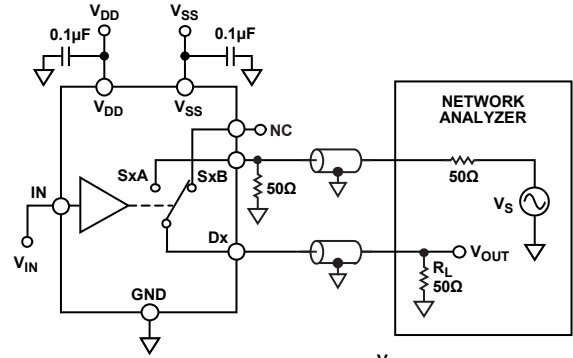 VDD
VSS
0.1µF
0.1µF
VDD
VSS
NETWORK
ANALYZER
NC
SxA
SxB
50Ω
50Ω
IN
VS
Dx
VOUT
VIN
RL
50Ω
GND
V